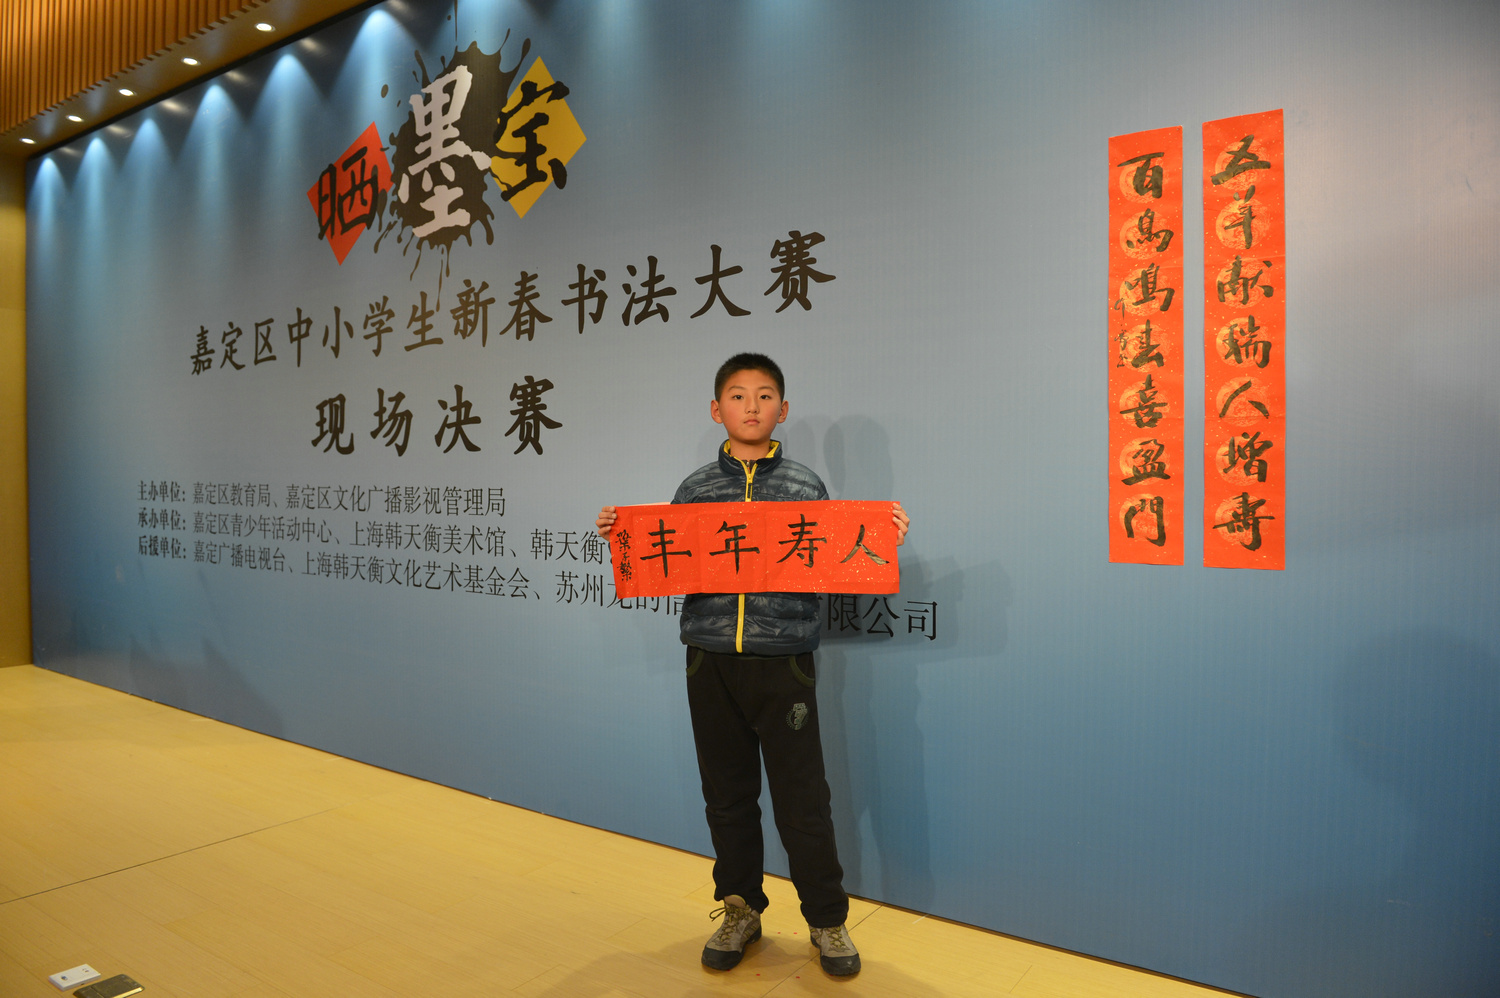 晒墨宝
嘉定区中小学生新春书法大赛
现场决赛
主办单位：嘉定区教育局、嘉定区文化广播影视管理局
承办单位：嘉定区青少年活动中心、上海韩天衡美术馆、韩天衡
后援单位：嘉定广播电视台、上海韩天衡文化艺术基金会、苏州龙的信
限公司
人寿年丰
五羊献瑞人增寿
百鸟鸣春喜盈门